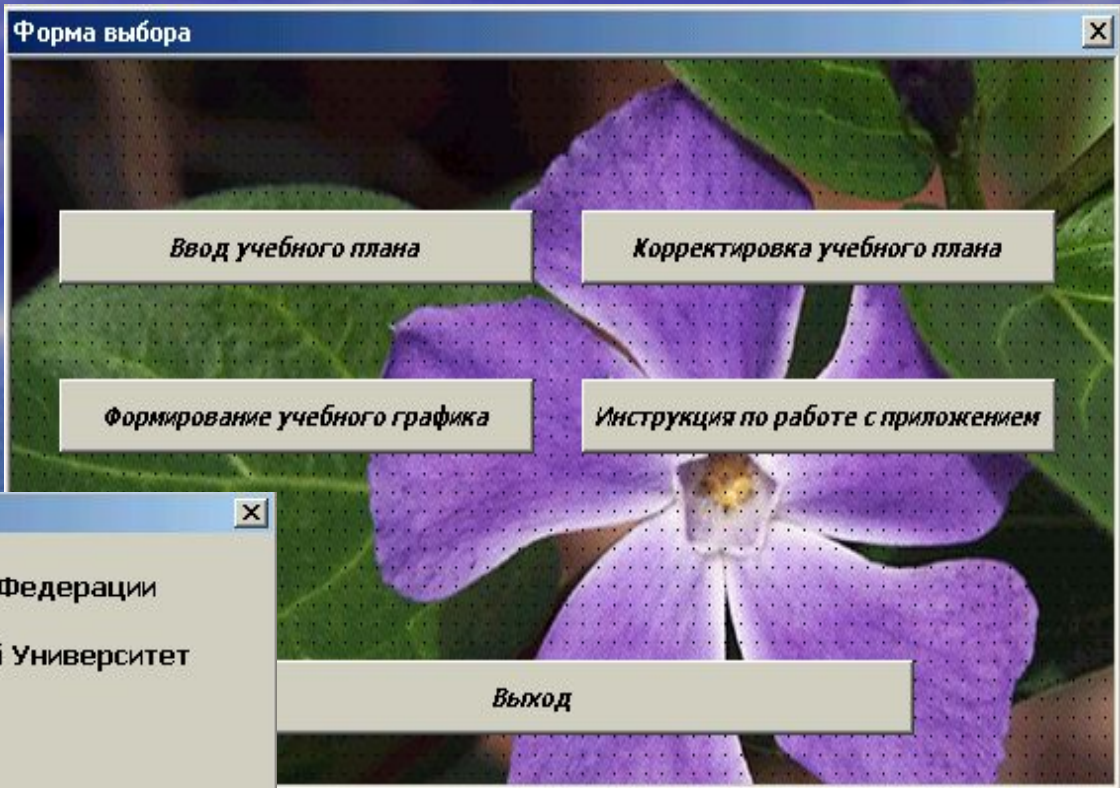 Форма выбора
Ввод учебного плана
Корректировка учебного плана
Формирование учебного графика
Инструкция по работе с приложением
Федерации
Университет
Выход